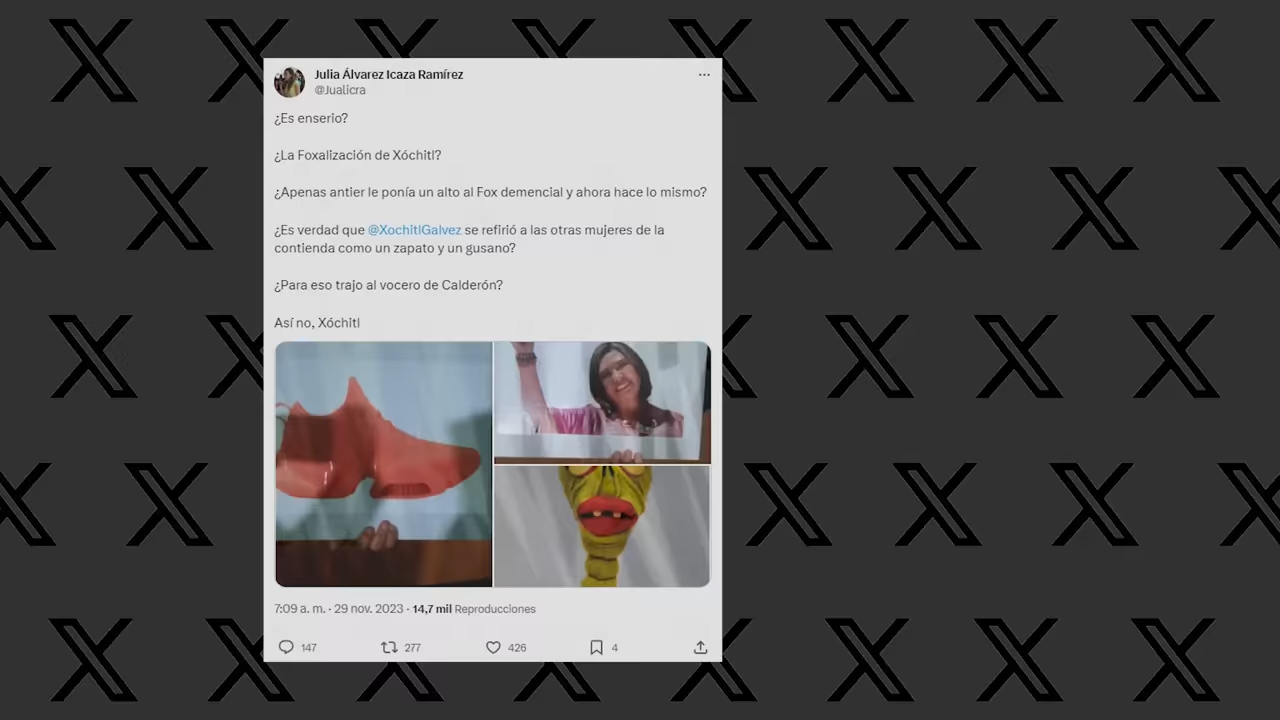 Julia Álvarez Icaza Ramírez
@Jualicra
¿Es enserio?
¿La Foxalización de Xóchitl?
¿Apenas antier le ponía un alto al Fox demencial y ahora hace lo mismo?
¿Es verdad que @XochitlGalvez se refirió a las otras mujeres de la
contienda como un zapato y un gusano?
¿Para eso trajo al vocero de Calderón?
Así no, Xóchitl
7:09 a. m. · 29 nov. 2023 · 14,7 mil Reproducciones
147 277 426 4